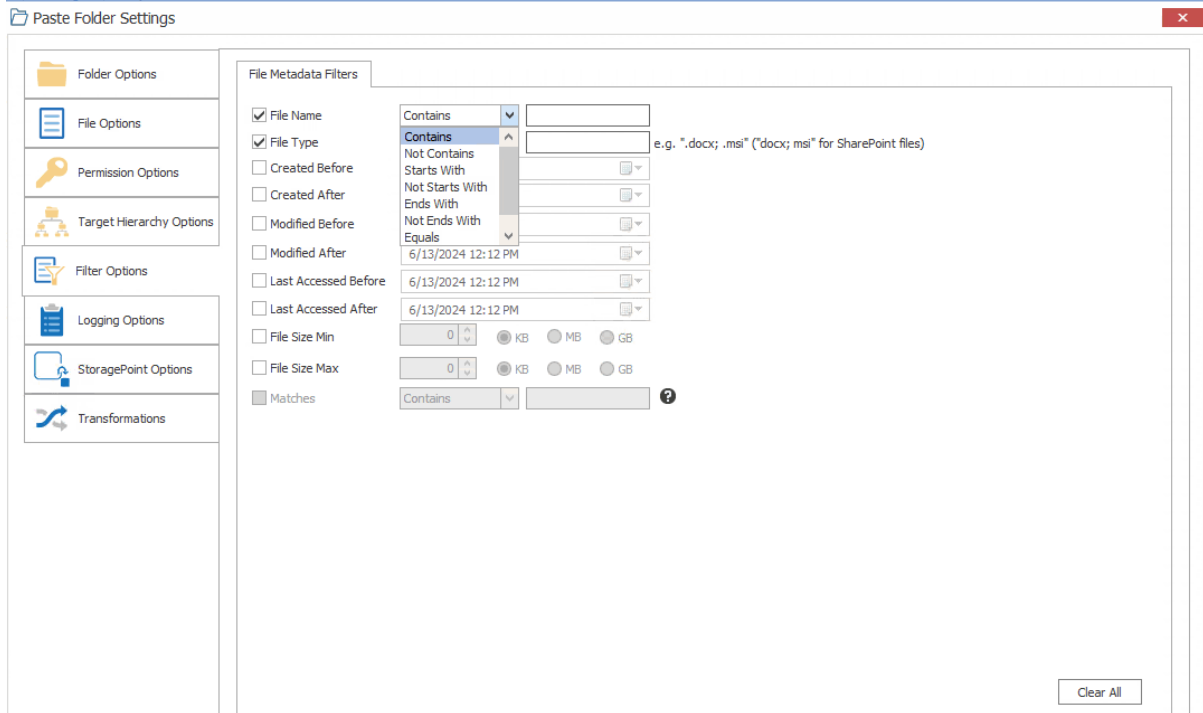 Paste Folder Settings
Folder Options
File Options
Permission Options
Target Hierarchy Options
Filter Options
Logging Options
StoragePoint Options
Transformations
File Metadata Filters
File Name Contains
File Type Contains e.g. ".docx; .msi" ("docx; msi" for SharePoint files)
Not Contains
Created Before Starts With
Created After Not Starts With
Ends With
Modified Before Not Ends With
Equals
Modified After 6/13/2024 12:12 PM
Last Accessed Before 6/13/2024 12:12 PM
Last Accessed After 6/13/2024 12:12 PM
File Size Min 0 KB MB GB
File Size Max 0 KB MB GB
Matches Contains ?
Clear All